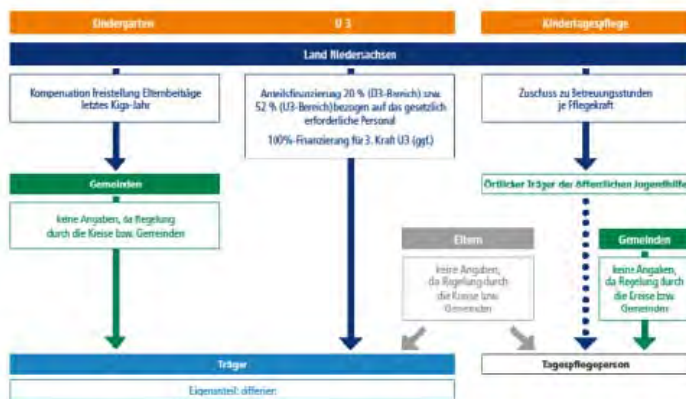 Kindergarten
U 3
Kindertagespflege
Land Niedersachsen
Kompensation Freistellung Elternbeiträge
letztes Kiga-Jahr
Anteilsfinanzierung 20 % (Ü3-Bereich) bzw.
52 % (U3-Bereich) bezogen auf das gesetzlich
erforderliche Personal
100%-Finanzierung für 3. Kraft U3 (ggf.)
Zuschuss zu Betreuungsstunden
je Pflegekraft
Gemeinden
keine Angaben, da Regelung
durch die Kreise bzw. Gemeinden
Örtlicher Träger der öffentlichen Jugendhilfe
Eltern
keine Angaben,
da Regelung durch
die Kreise bzw.
Gemeinden
Gemeinden
keine Angaben,
da Regelung durch
die Kreise bzw.
Gemeinden
Träger
Eigenanteil: differiert
Tagespflegeperson